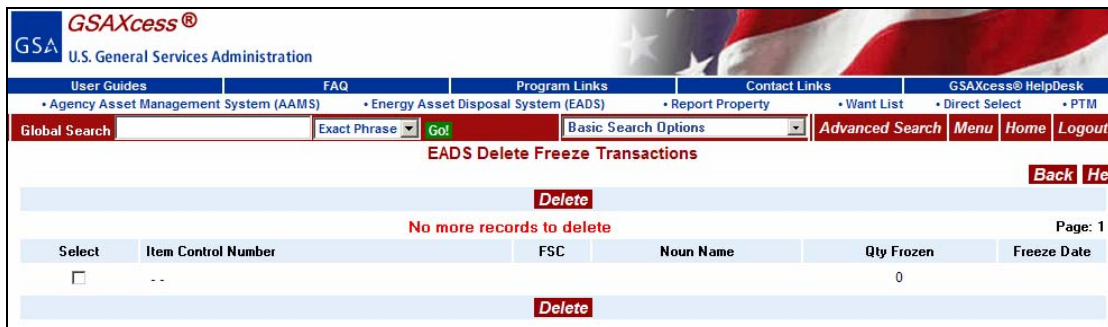 GSAXcess®
GSA
U.S. General Services Administration
User Guides FAQ Program Links Contact Links GSAXcess® HelpDesk
• Agency Asset Management System (AAMS) • Energy Asset Disposal System (EADS) • Report Property • Want List • Direct Select • PTM
Global Search Exact Phrase Go! Basic Search Options Advanced Search Menu Home Logout
EADS Delete Freeze Transactions
Back He
Delete
No more records to delete Page: 1
Select Item Control Number FSC Noun Name Qty Frozen Freeze Date
- - 0
Delete